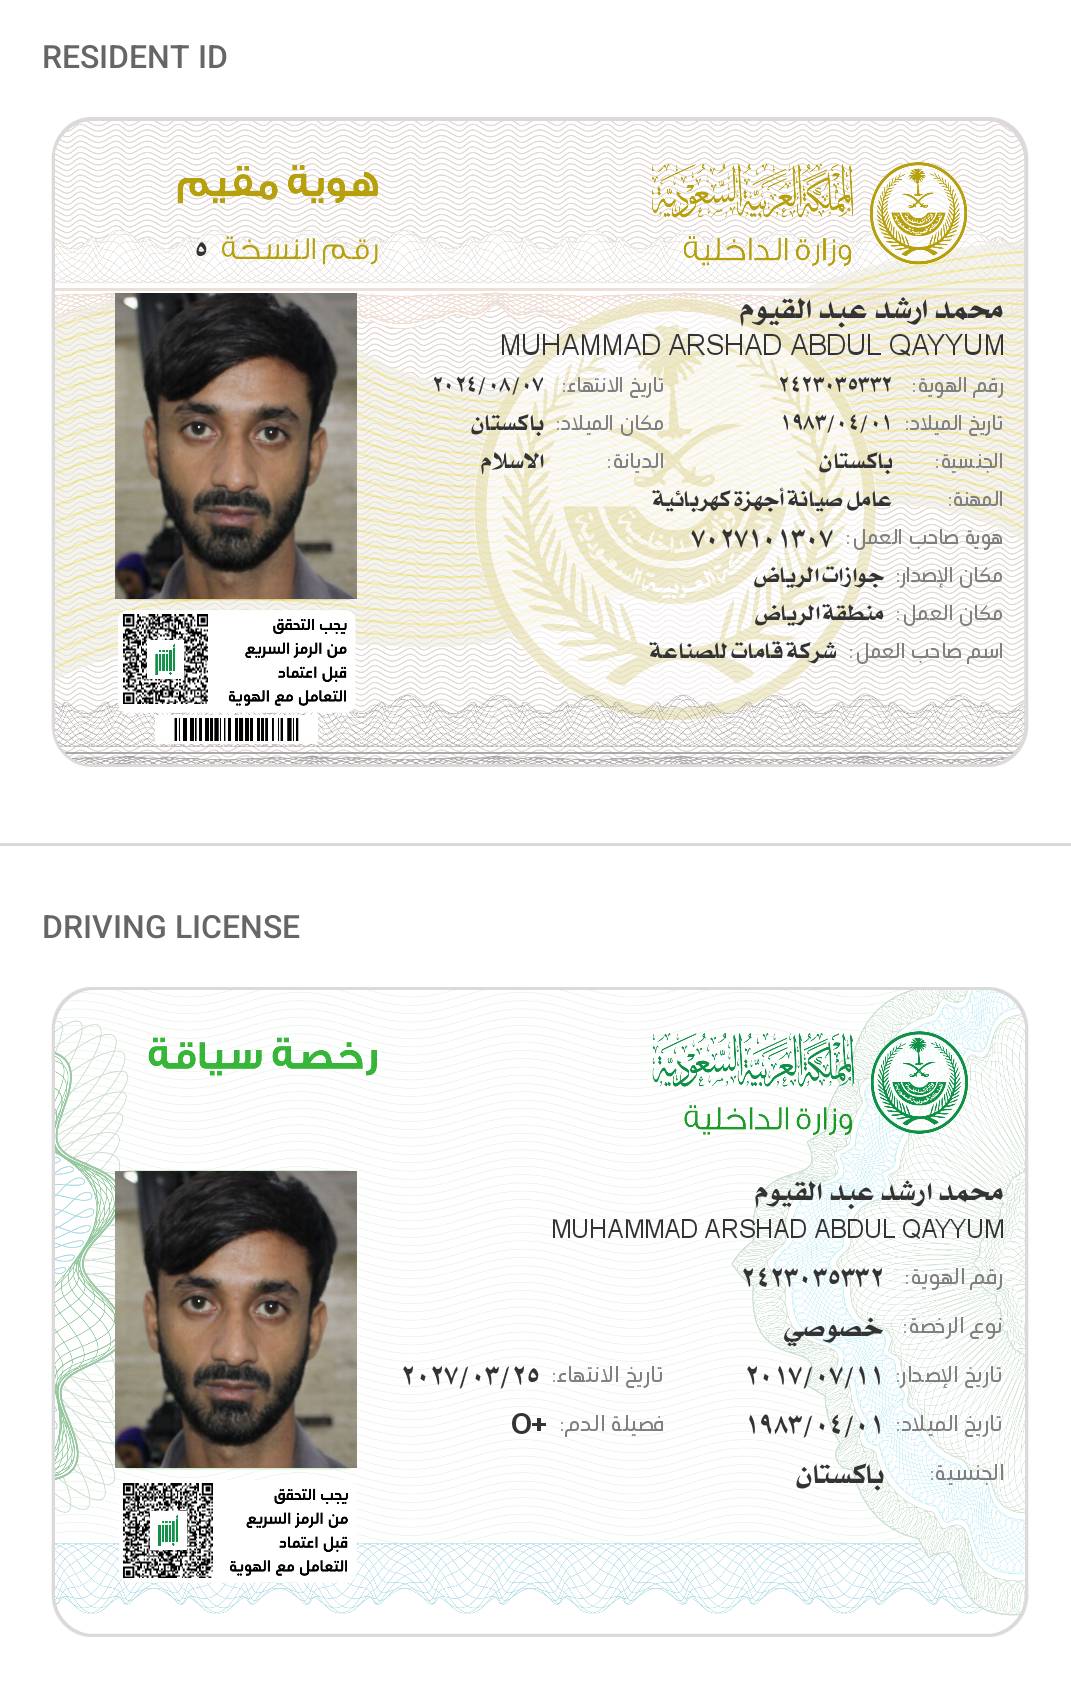 RESIDENT ID
المملكة العربية السعودية
هوية مقيم
وزارة الداخلية
رقم النسخة ٥
محمد ارشد عبد القيوم
MUHAMMAD ARSHAD ABDUL QAYYUM
رقم الهوية: ٢٤٢٣٠٣٥٣٣٢ تاريخ الانتهاء: ٢٠٢٤/٠٨/٠٧
تاريخ الميلاد: ١٩٨٣/٠٤/٠١ مكان الميلاد: باكستان
الجنسية: باكستان الديانة: الاسلام
المهنة: عامل صيانة أجهزة كهربائية
هوية صاحب العمل: ٧٠٢٧١٠١٣٠٧
مكان الإصدار: جوازات الرياض
مكان العمل: منطقة الرياض
اسم صاحب العمل: شركة قامات للصناعة
أبشر
يجب التحقق
من الرمز السريع
قبل اعتماد
التعامل مع الهوية
DRIVING LICENSE
المملكة العربية السعودية
رخصة سياقة
وزارة الداخلية
محمد ارشد عبد القيوم
MUHAMMAD ARSHAD ABDUL QAYYUM
رقم الهوية: ٢٤٢٣٠٣٥٣٣٢
نوع الرخصة: خصوصي
تاريخ الإصدار: ٢٠١٧/٠٧/١١ تاريخ الانتهاء: ٢٠٢٧/٠٣/٢٥
تاريخ الميلاد: ١٩٨٣/٠٤/٠١ فصيلة الدم: O+
الجنسية: باكستان
أبشر
يجب التحقق
من الرمز السريع
قبل اعتماد
التعامل مع الهوية